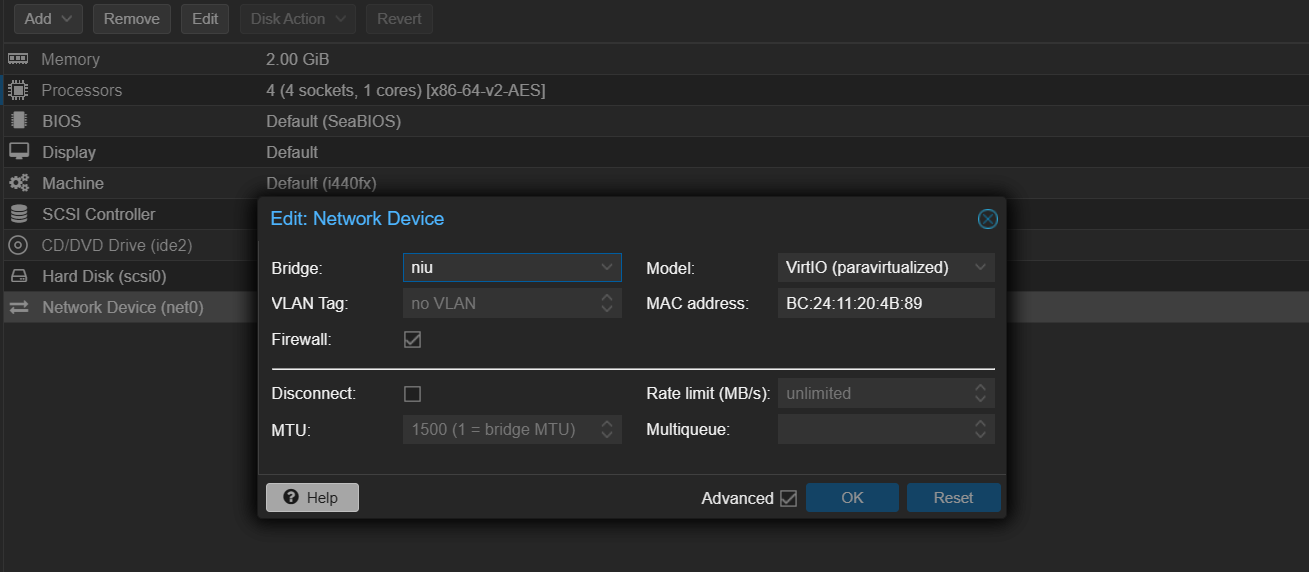 Add Remove Edit Disk Action Revert
Memory 2.00 GiB
Processors 4 (4 sockets, 1 cores) [x86-64-v2-AES]
BIOS Default (SeaBIOS)
Display Default
Machine Default (i440fx)
SCSI Controller
CD/DVD Drive (ide2)
Hard Disk (scsi0)
Network Device (net0)
Edit: Network Device
Bridge: niu Model: VirtIO (paravirtualized)
VLAN Tag: no VLAN MAC address: BC:24:11:20:4B:89
Firewall:
Disconnect: Rate limit (MB/s): unlimited
MTU: 1500 (1 = bridge MTU) Multiqueue:
Help Advanced OK Reset